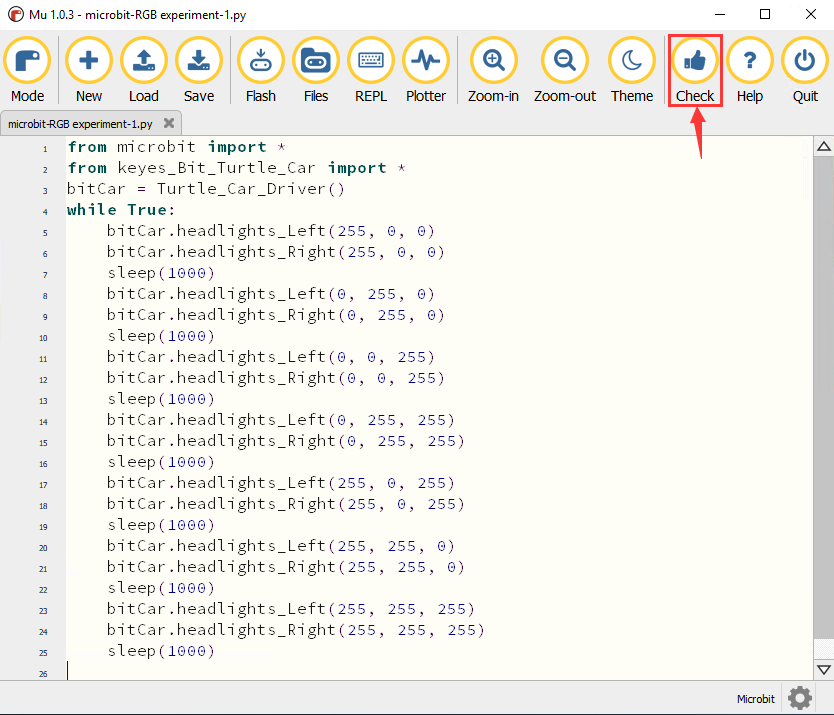 Mu 1.0.3 - microbit-RGB experiment-1.py
Mode New Load Save Flash Files REPL Plotter Zoom-in Zoom-out Theme Check Help Quit
microbit-RGB experiment-1.py
1 from microbit import *
2 from keyes_Bit_Turtle_Car import *
3 bitCar = Turtle_Car_Driver()
4 while True:
5 bitCar.headlights_Left(255, 0, 0)
6 bitCar.headlights_Right(255, 0, 0)
7 sleep(1000)
8 bitCar.headlights_Left(0, 255, 0)
9 bitCar.headlights_Right(0, 255, 0)
10 sleep(1000)
11 bitCar.headlights_Left(0, 0, 255)
12 bitCar.headlights_Right(0, 0, 255)
13 sleep(1000)
14 bitCar.headlights_Left(0, 255, 255)
15 bitCar.headlights_Right(0, 255, 255)
16 sleep(1000)
17 bitCar.headlights_Left(255, 0, 255)
18 bitCar.headlights_Right(255, 0, 255)
19 sleep(1000)
20 bitCar.headlights_Left(255, 255, 0)
21 bitCar.headlights_Right(255, 255, 0)
22 sleep(1000)
23 bitCar.headlights_Left(255, 255, 255)
24 bitCar.headlights_Right(255, 255, 255)
25 sleep(1000)
26
Microbit